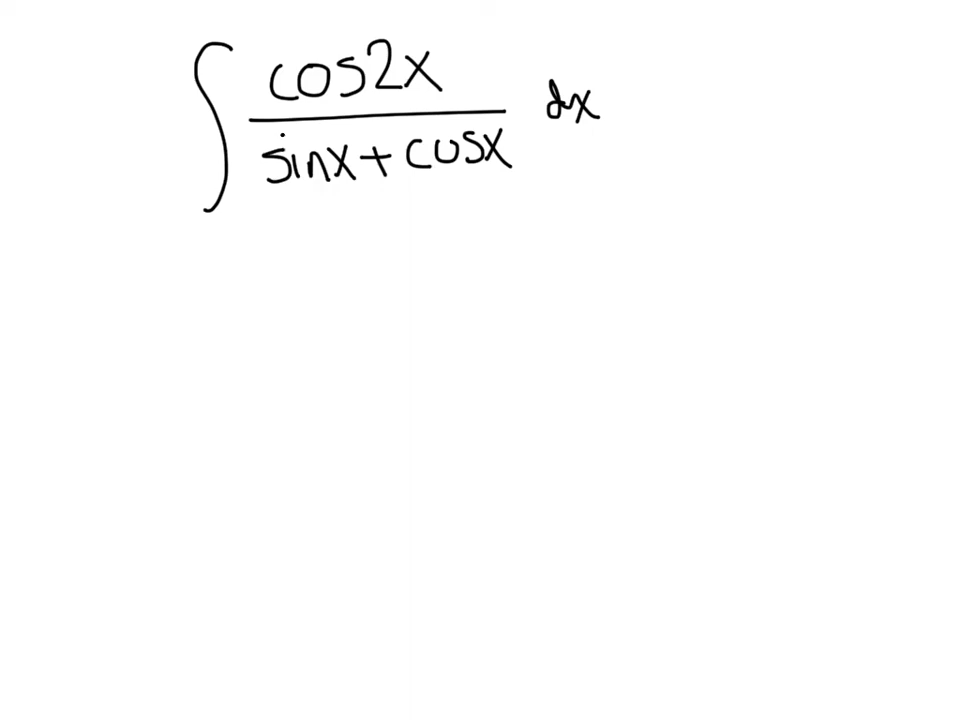 ∫ cos2x / sinx + cosx dx